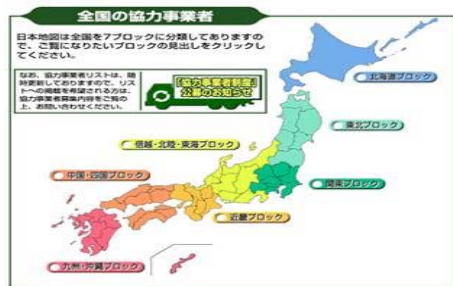 全国の協力事業者
日本地図は全国を7ブロックに分類してありますの
で、ご覧になりたいブロックの見出しをクリックし
てください。
なお、協力事業者リストは、随
時更新しておりますので、リス
トへの掲載を希望される方は、
協力事業者募集内容をご覧の
上、お問い合わせください。
[協力事業者制度]
公募のお知らせ
北海道ブロック
東北ブロック
信越・北陸・東海ブロック
中国・四国ブロック
関東ブロック
近畿ブロック
九州・沖縄ブロック